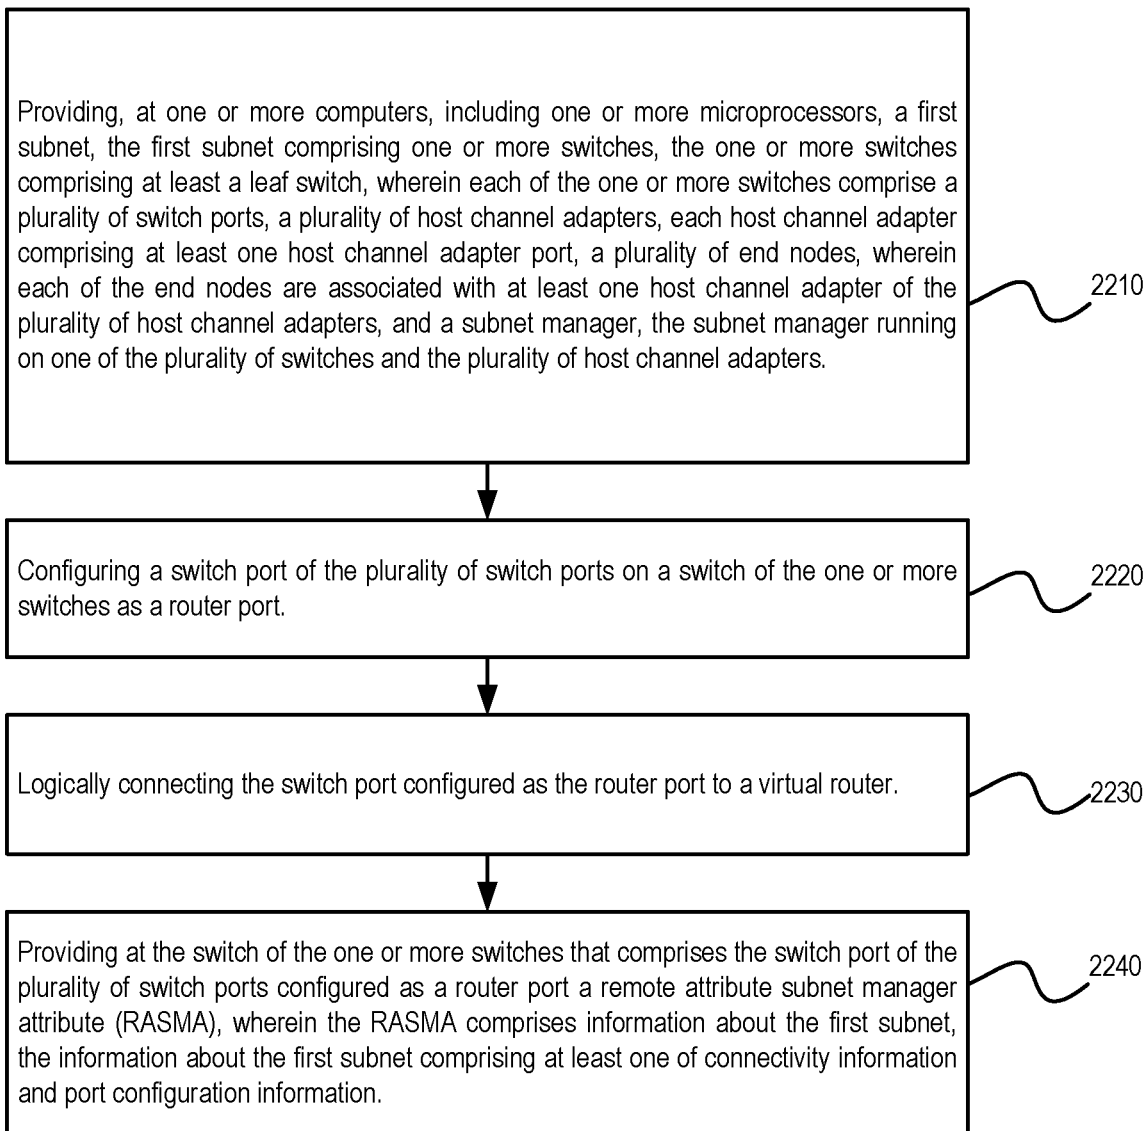 Providing, at one or more computers, including one or more microprocessors, a first
subnet, the first subnet comprising one or more switches, the one or more switches
comprising at least a leaf switch, wherein each of the one or more switches comprise a
plurality of switch ports, a plurality of host channel adapters, each host channel adapter
comprising at least one host channel adapter port, a plurality of end nodes, wherein
each of the end nodes are associated with at least one host channel adapter of the
plurality of host channel adapters, and a subnet manager, the subnet manager running
on one of the plurality of switches and the plurality of host channel adapters.
2210
Configuring a switch port of the plurality of switch ports on a switch of the one or more
switches as a router port.
2220
Logically connecting the switch port configured as the router port to a virtual router.
2230
Providing at the switch of the one or more switches that comprises the switch port of the
plurality of switch ports configured as a router port a remote attribute subnet manager
attribute (RASMA), wherein the RASMA comprises information about the first subnet,
the information about the first subnet comprising at least one of connectivity information
and port configuration information.
2240